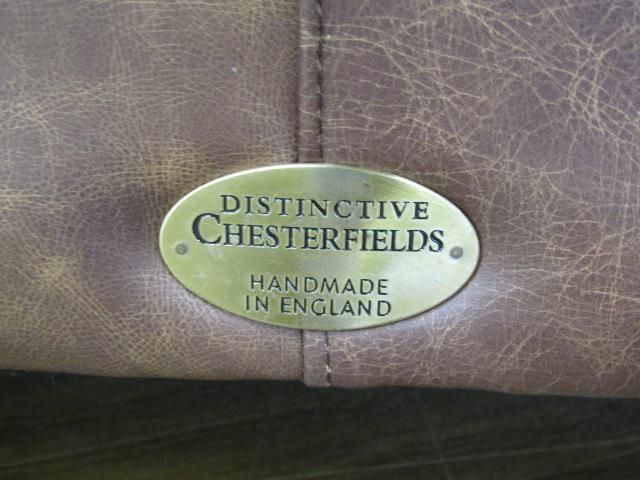 DISTINCTIVE
CHESTERFIELDS
HANDMADE
IN ENGLAND